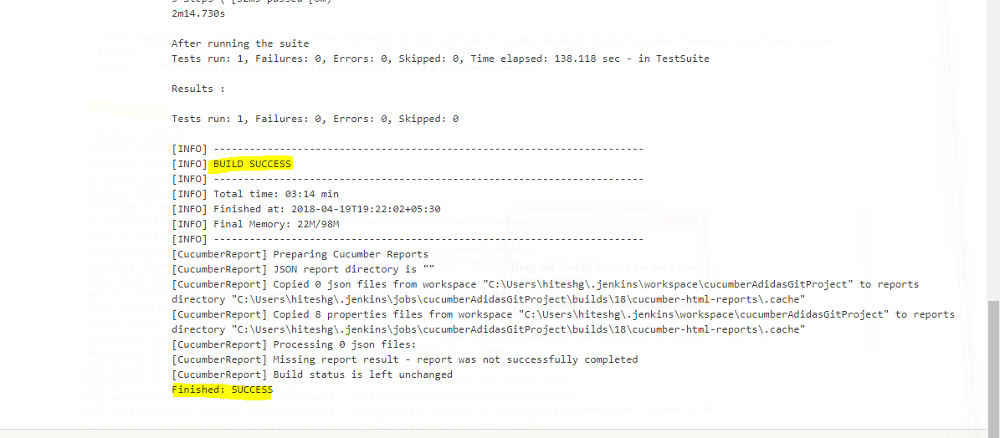 2m14.730s
After running the suite
Tests run: 1, Failures: 0, Errors: 0, Skipped: 0, Time elapsed: 138.118 sec - in TestSuite
Results :
Tests run: 1, Failures: 0, Errors: 0, Skipped: 0
[INFO] ------------------------------------------------------------------------
[INFO] BUILD SUCCESS
[INFO] ------------------------------------------------------------------------
[INFO] Total time: 03:14 min
[INFO] Finished at: 2018-04-19T19:22:02+05:30
[INFO] Final Memory: 22M/98M
[INFO] ------------------------------------------------------------------------
[CucumberReport] Preparing Cucumber Reports
[CucumberReport] JSON report directory is ""
[CucumberReport] Copied 0 json files from workspace "C:\Users\hiteshg\.jenkins\workspace\cucumberAdidasGitProject" to reports
directory "C:\Users\hiteshg\.jenkins\jobs\cucumberAdidasGitProject\builds\18\cucumber-html-reports\.cache"
[CucumberReport] Copied 8 properties files from workspace "C:\Users\hiteshg\.jenkins\workspace\cucumberAdidasGitProject" to reports
directory "C:\Users\hiteshg\.jenkins\jobs\cucumberAdidasGitProject\builds\18\cucumber-html-reports\.cache"
[CucumberReport] Processing 0 json files:
[CucumberReport] Missing report result - report was not successfully completed
[CucumberReport] Build status is left unchanged
Finished: SUCCESS